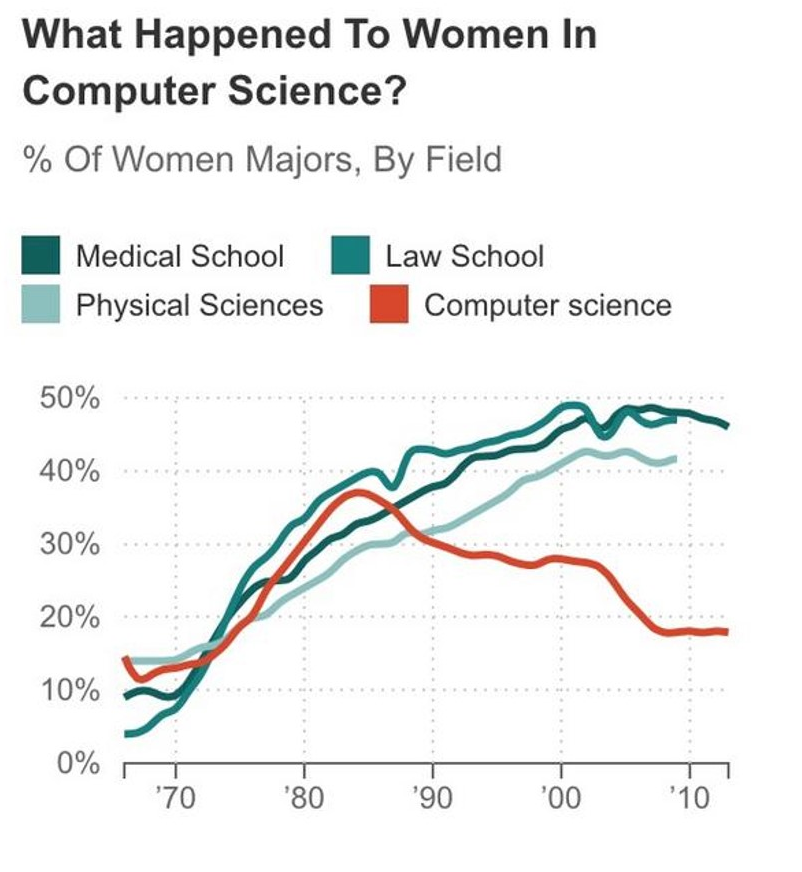 What Happened To Women In
Computer Science?
% Of Women Majors, By Field
Medical School Law School
Physical Sciences Computer science
50%
40%
30%
20%
10%
0%
’70 ’80 ’90 ’00 ’10